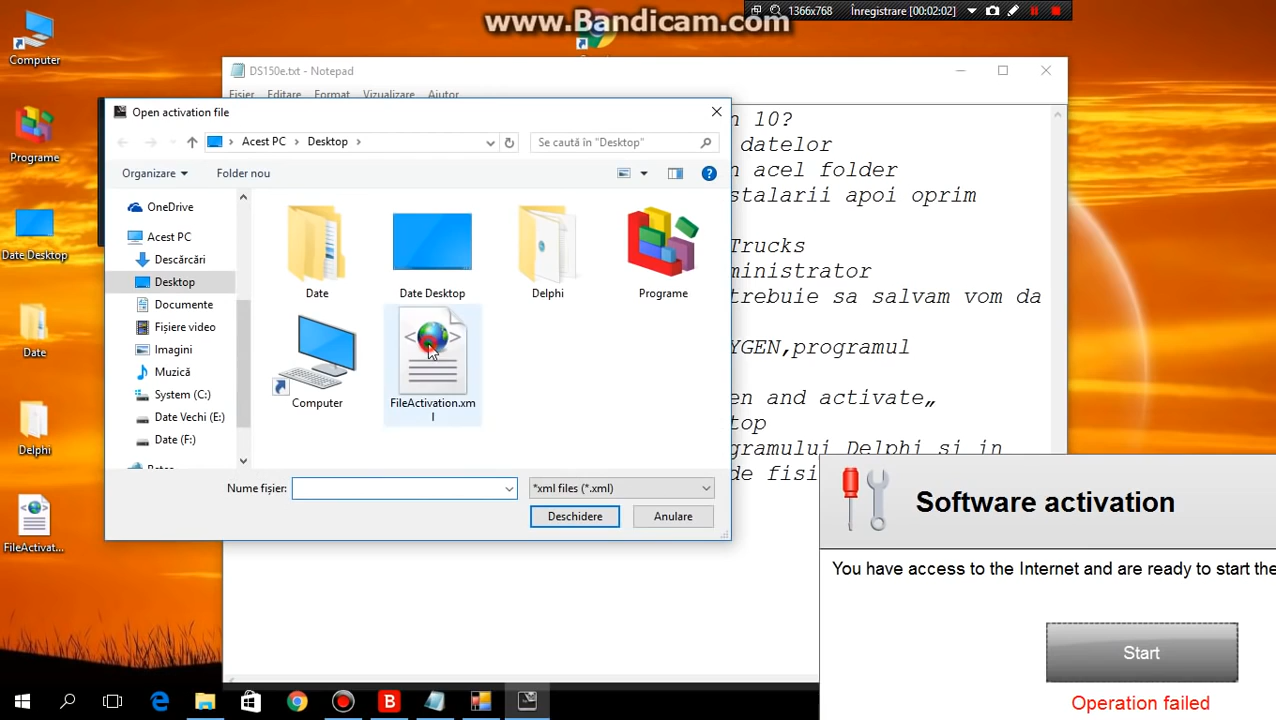 www.Bandicam.com
1366x768 Înregistrare [00:02:02]
Computer
Programe
Date Desktop
Date
Delphi
FileActivat...
DS150e.txt - Notepad
Fișier Editare Format Vizualizare Ajutor
n 10?
datelor
n acel folder
stalarii apoi oprim
Trucks
ministrator
trebuie sa salvam vom da
YGEN,programul
en and activate„
top
gramului Delphi si in
de fisi
Open activation file
Acest PC
Desktop
Se caută în "Desktop"
Organizare
Folder nou
OneDrive
Acest PC
Descărcări
Desktop
Documente
Fișiere video
Imagini
Muzică
System (C:)
Date Vechi (E:)
Date (F:)
Date
Date Desktop
Delphi
Programe
Computer
FileActivation.xm
l
Nume fișier:
*xml files (*.xml)
Deschidere
Anulare
Software activation
You have access to the Internet and are ready to start the
Start
Operation failed